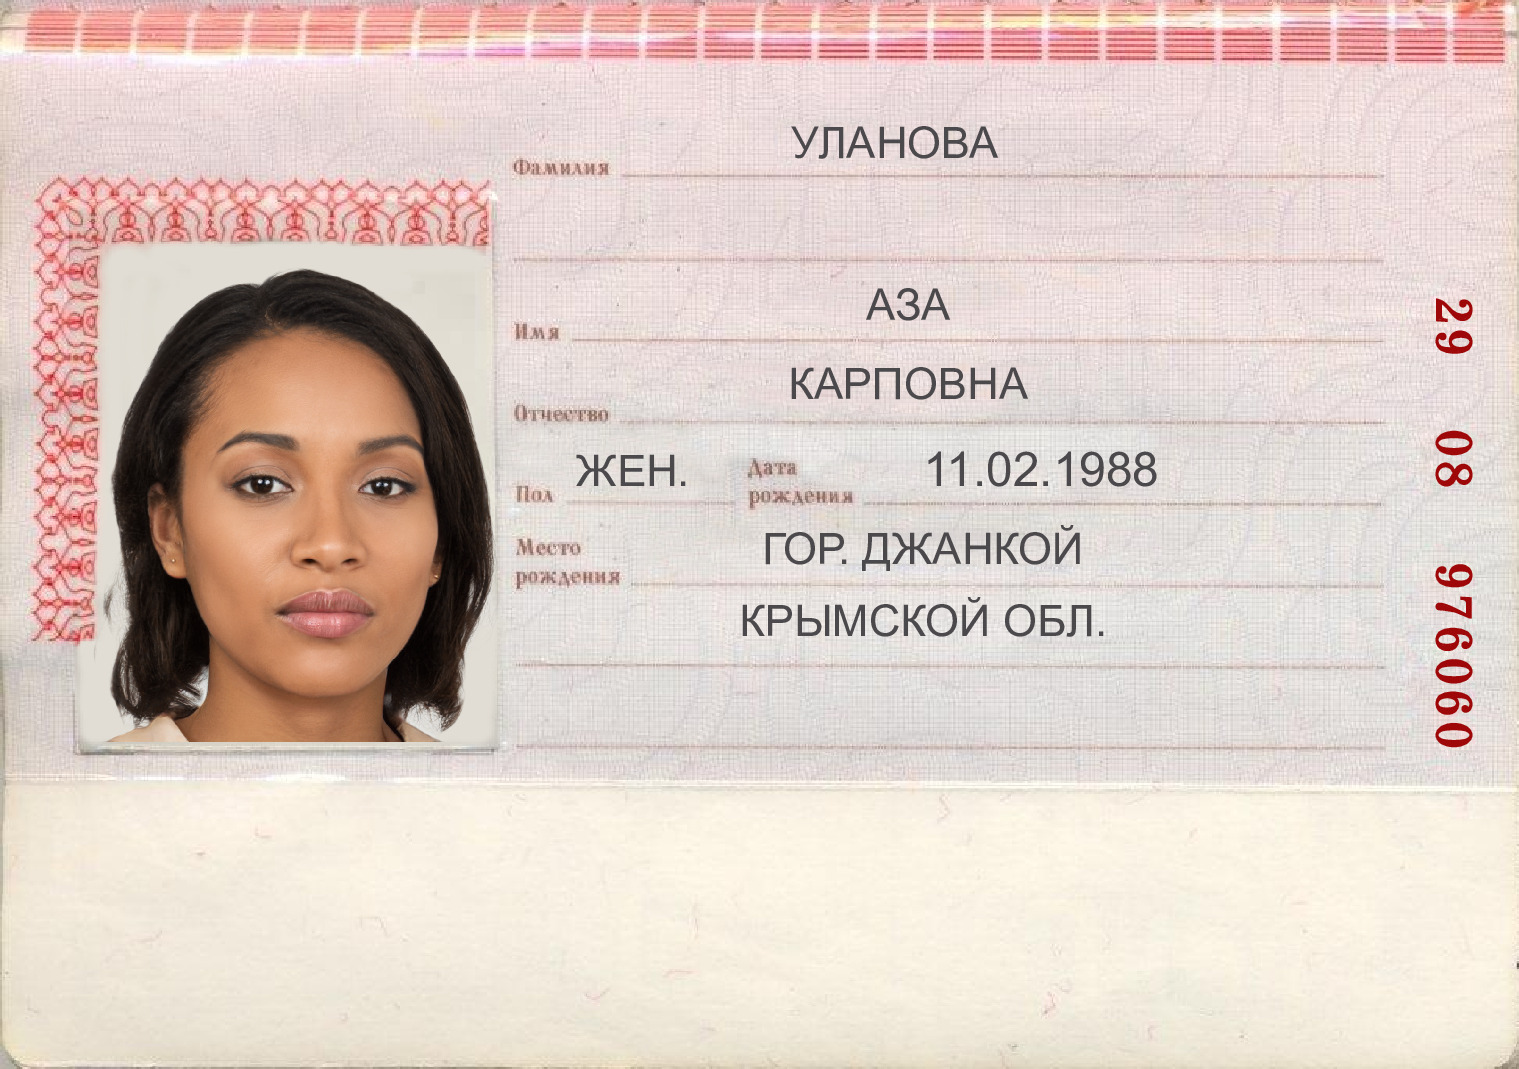 Фамилия УЛАНОВА
Имя АЗА
Отчество КАРПОВНА
Пол ЖЕН. Дата рождения 11.02.1988
Место рождения ГОР. ДЖАНКОЙ
КРЫМСКОЙ ОБЛ.
29 08 976060